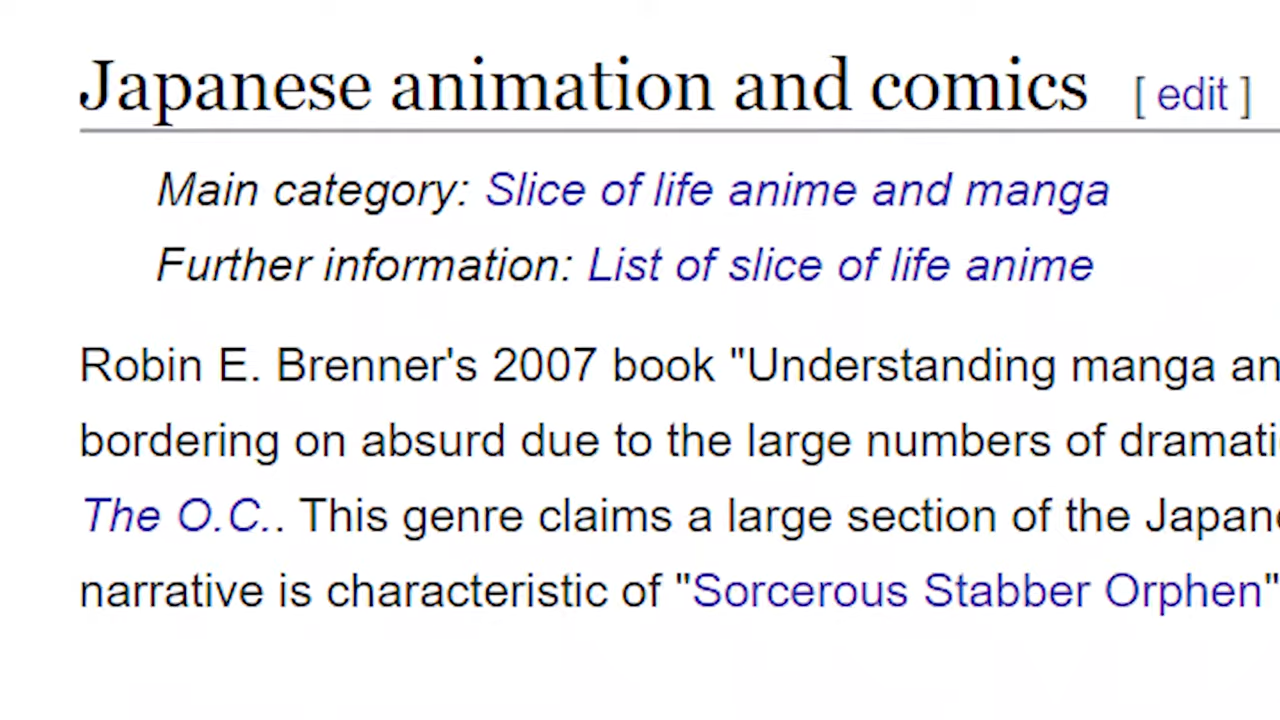 Japanese animation and comics [ edit ]
Main category: Slice of life anime and manga
Further information: List of slice of life anime
Robin E. Brenner's 2007 book "Understanding manga an
bordering on absurd due to the large numbers of dramati
The O.C.. This genre claims a large section of the Japane
narrative is characteristic of "Sorcerous Stabber Orphen"